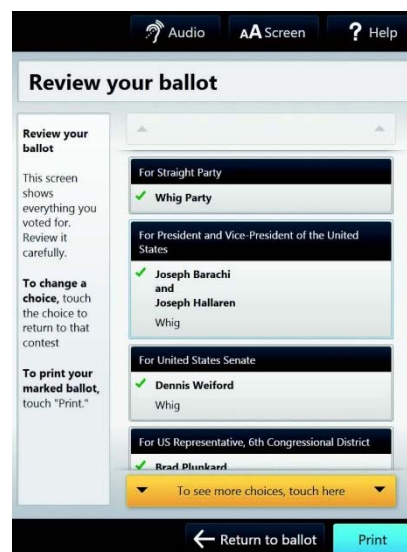 Audio
AA Screen
? Help
Review your ballot
Review your
ballot
This screen
shows
everything you
voted for.
Review it
carefully.
To change a
choice, touch
the choice to
return to that
contest
To print your
marked ballot,
touch "Print."
For Straight Party
Whig Party
For President and Vice-President of the United
States
Joseph Barachi
and
Joseph Hallaren
Whig
For United States Senate
Dennis Weiford
Whig
For US Representative, 6th Congressional District
Brad Plunkard
To see more choices, touch here
Return to ballot
Print